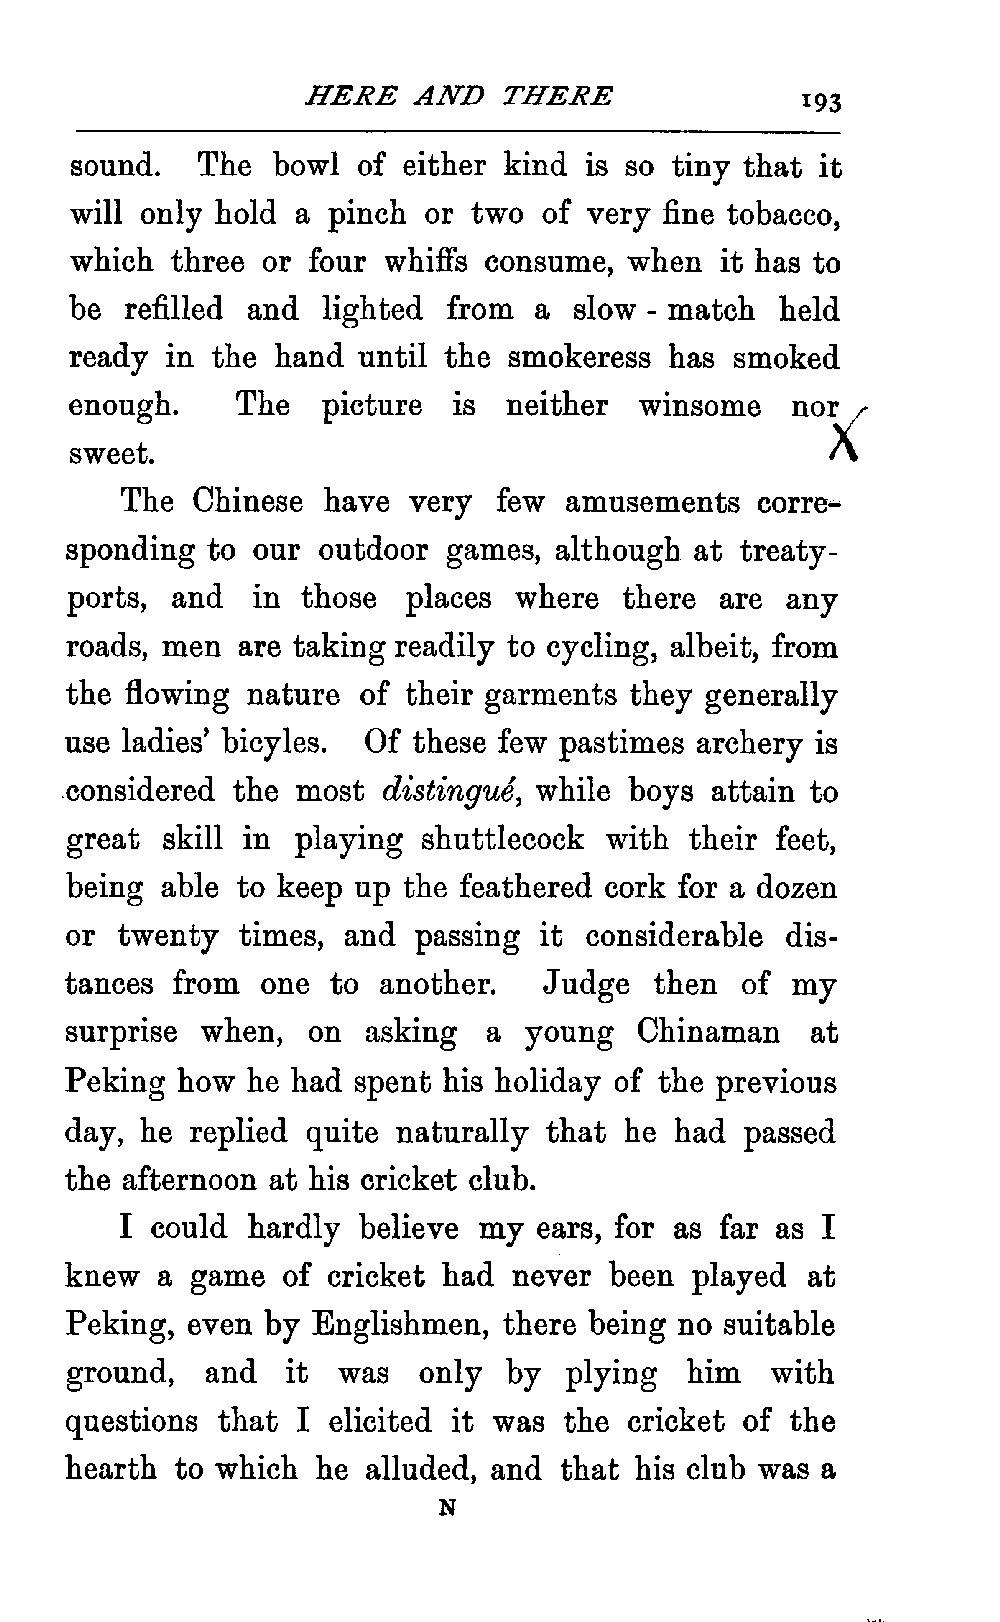 HERE AND THERE 193
sound. The bowl of either kind is so tiny that it
will only hold a pinch or two of very fine tobacco,
which three or four whiffs consume, when it has to
be refilled and lighted from a slow - match held
ready in the hand until the smokeress has smoked
enough. The picture is neither winsome nor
sweet.
The Chinese have very few amusements corre-
sponding to our outdoor games, although at treaty-
ports, and in those places where there are any
roads, men are taking readily to cycling, albeit, from
the flowing nature of their garments they generally
use ladies' bicyles. Of these few pastimes archery is
considered the most distingué, while boys attain to
great skill in playing shuttlecock with their feet,
being able to keep up the feathered cork for a dozen
or twenty times, and passing it considerable dis-
tances from one to another. Judge then of my
surprise when, on asking a young Chinaman at
Peking how he had spent his holiday of the previous
day, he replied quite naturally that he had passed
the afternoon at his cricket club.
I could hardly believe my ears, for as far as I
knew a game of cricket had never been played at
Peking, even by Englishmen, there being no suitable
ground, and it was only by plying him with
questions that I elicited it was the cricket of the
hearth to which he alluded, and that his club was a
N